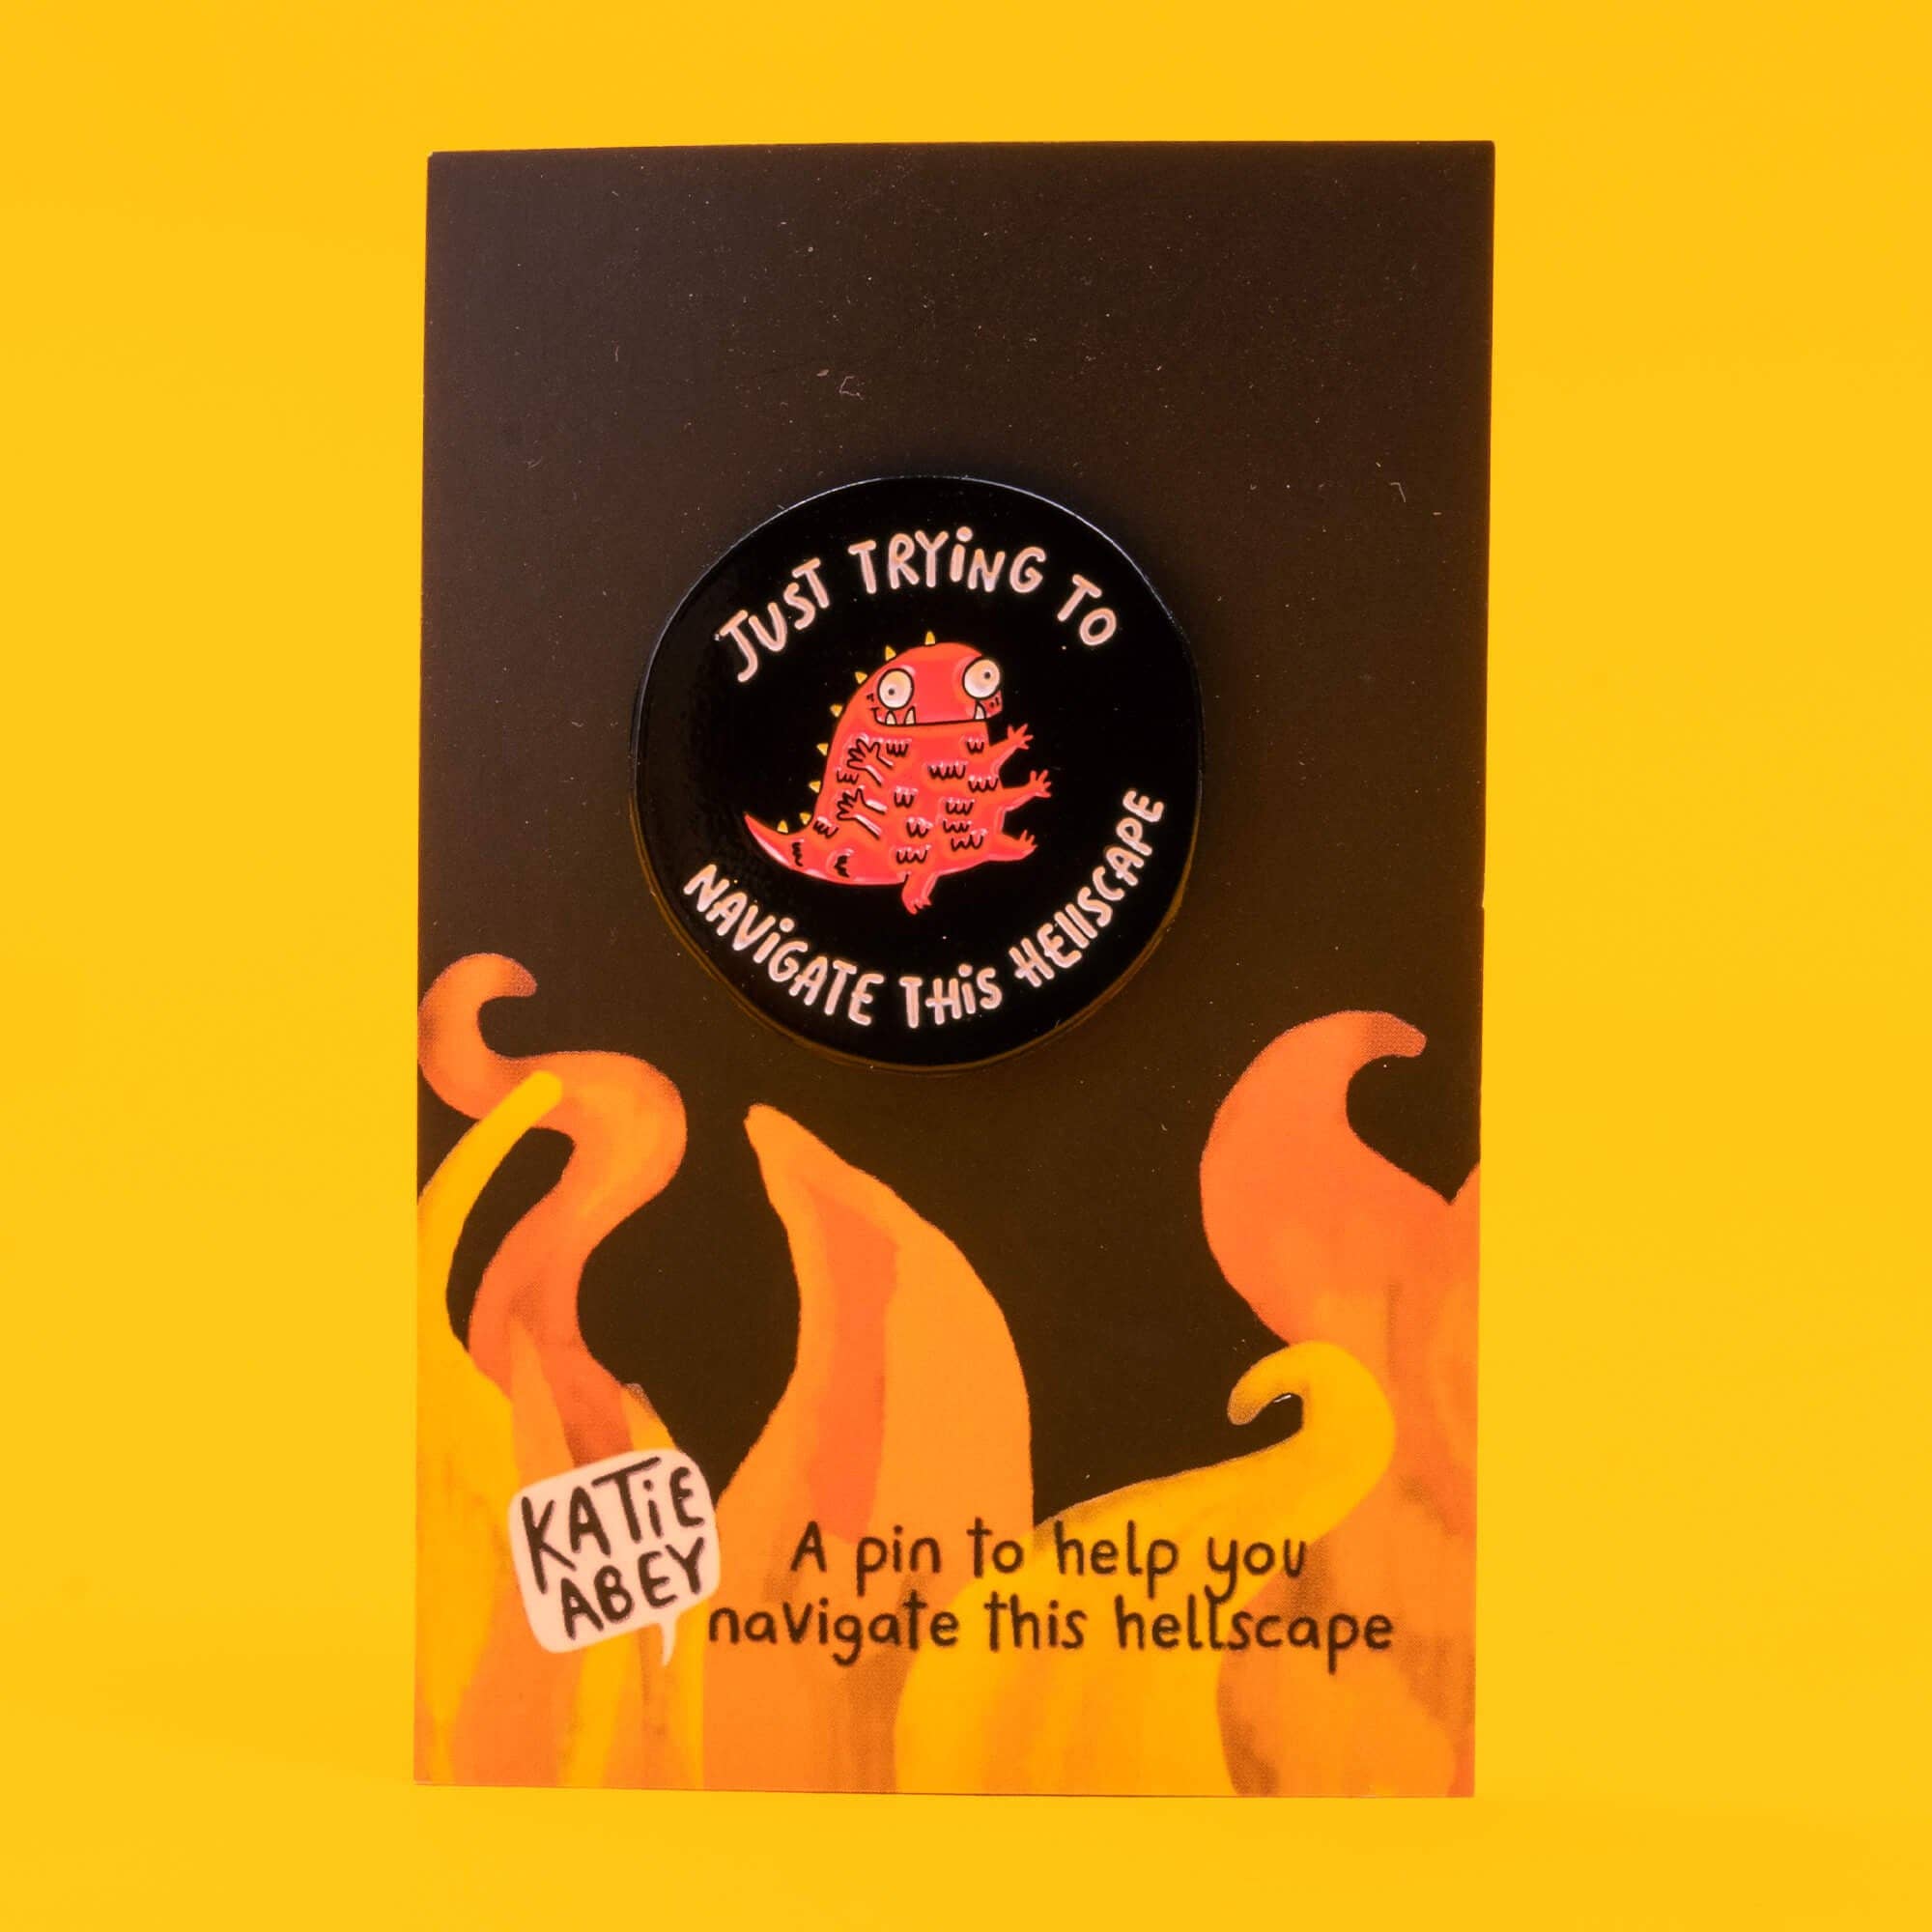 JUST TRYiNG TO
NAViGATE THiS HEllSCAPE
KATiE
ABEY
A pin to help you
navigate this hellscape